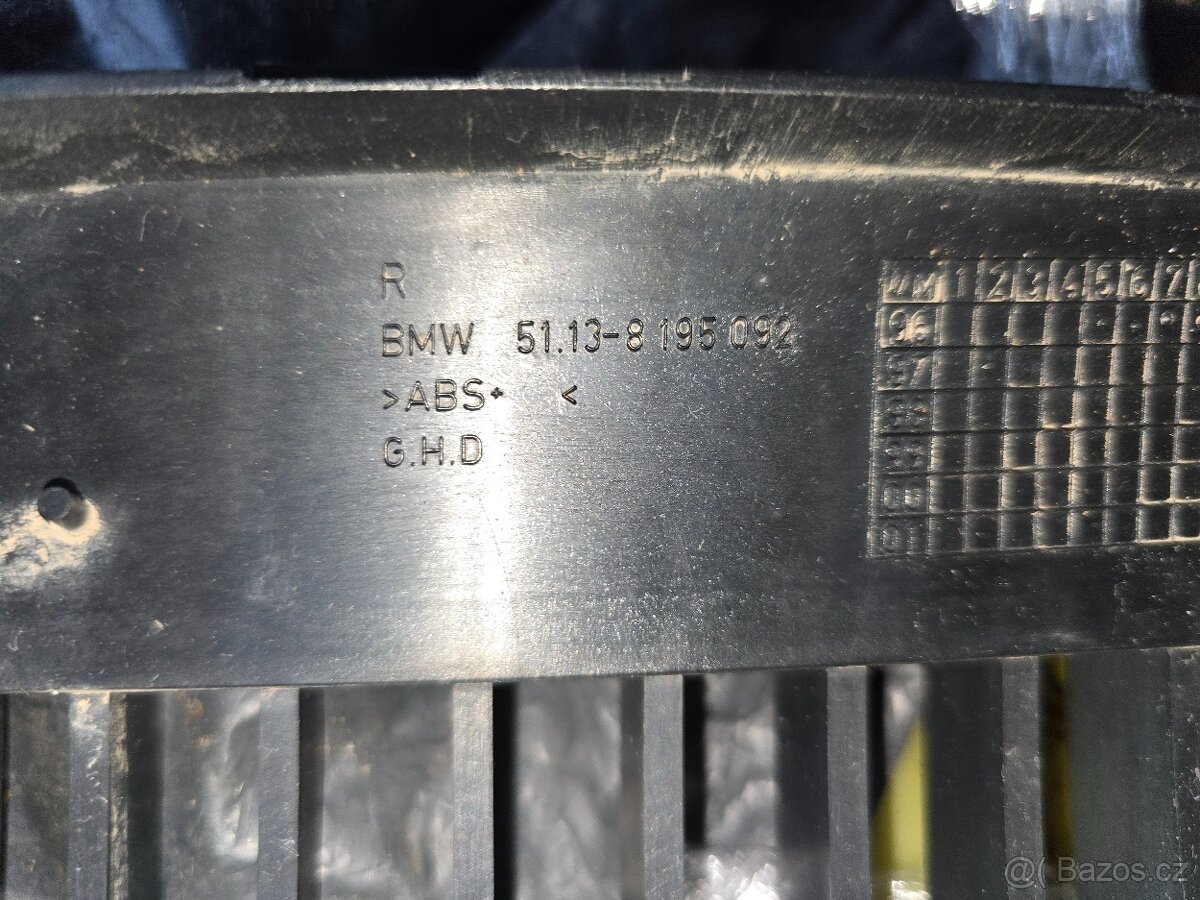 R
BMW 51.13-8 195 092
>ABS+ <
G.H.D
1 2 3 4 5 6 7
96
97
@( Bazos.cz